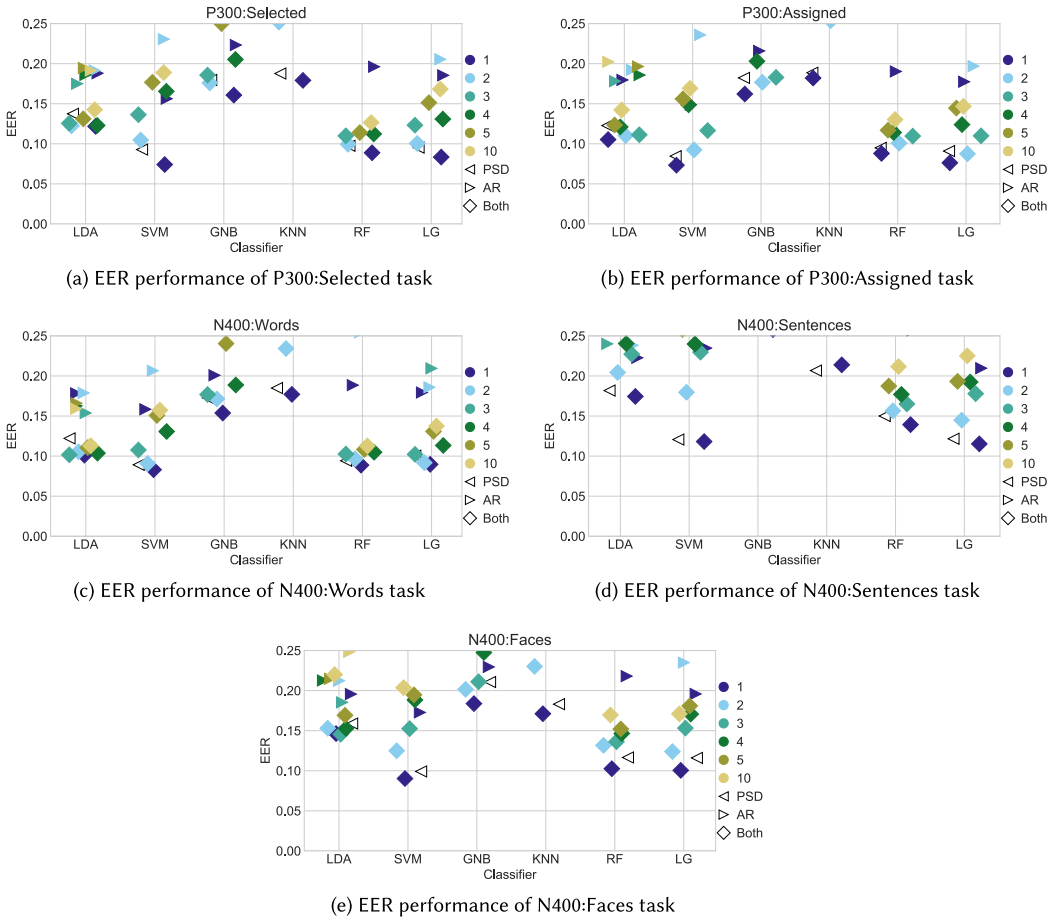 P300:Selected
0.25
0.20
0.15
0.10
0.05
0.00
EER
LDA SVM GNB KNN RF LG
Classifier
1
2
3
4
5
10
PSD
AR
Both
(a) EER performance of P300:Selected task
P300:Assigned
0.25
0.20
0.15
0.10
0.05
0.00
EER
LDA SVM GNB KNN RF LG
Classifier
1
2
3
4
5
10
PSD
AR
Both
(b) EER performance of P300:Assigned task
N400:Words
0.25
0.20
0.15
0.10
0.05
0.00
EER
LDA SVM GNB KNN RF LG
Classifier
1
2
3
4
5
10
PSD
AR
Both
(c) EER performance of N400:Words task
N400:Sentences
0.25
0.20
0.15
0.10
0.05
0.00
EER
LDA SVM GNB KNN RF LG
Classifier
1
2
3
4
5
10
PSD
AR
Both
(d) EER performance of N400:Sentences task
N400:Faces
0.25
0.20
0.15
0.10
0.05
0.00
EER
LDA SVM GNB KNN RF LG
Classifier
1
2
3
4
5
10
PSD
AR
Both
(e) EER performance of N400:Faces task